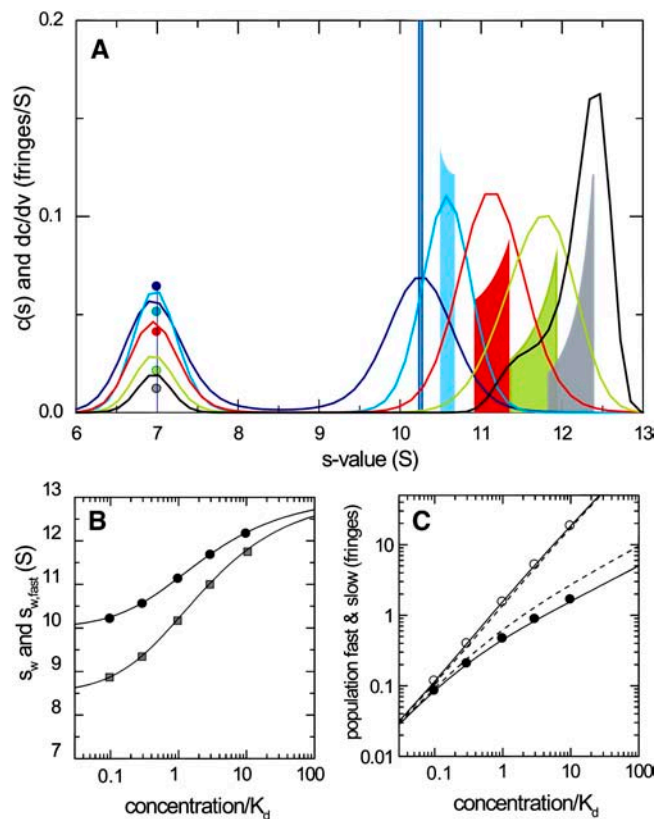 A
c(s) and dc/dv (fringes/S)
0.2
0.1
0.0
6 7 8 9 10 11 12 13
s-value (S)
B
s_w and s_w,fast (S)
13
12
11
10
9
8
7
0.1 1 10 100
concentration/K_d
C
population fast & slow (fringes)
10
1
0.1
0.01
0.1 1 10 100
concentration/K_d